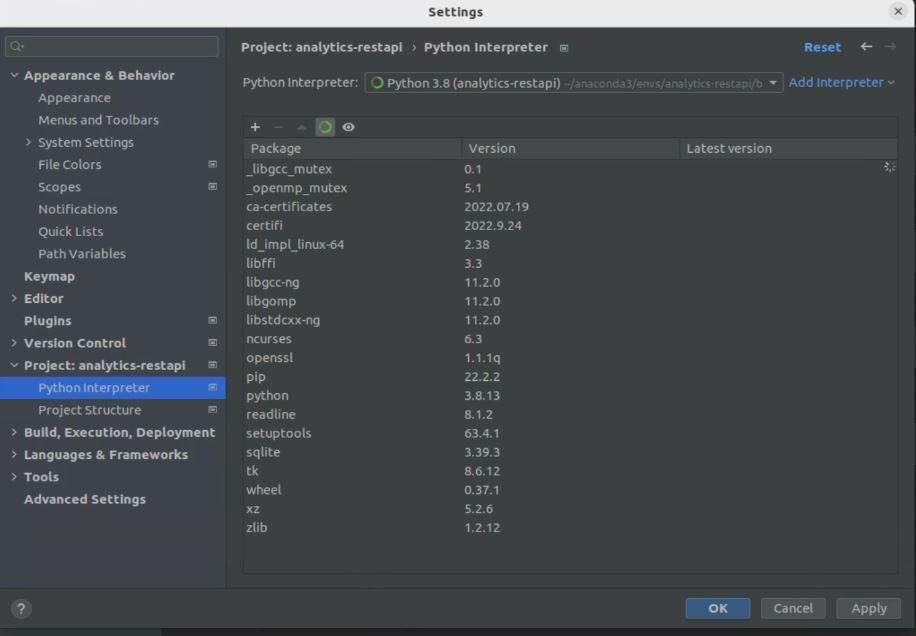 Settings
Project: analytics-restapi › Python Interpreter
Reset
Python Interpreter: Python 3.8 (analytics-restapi) ~/anaconda3/envs/analytics-restapi/b
Add Interpreter
Appearance & Behavior
Appearance
Menus and Toolbars
System Settings
File Colors
Scopes
Notifications
Quick Lists
Path Variables
Keymap
Editor
Plugins
Version Control
Project: analytics-restapi
Python Interpreter
Project Structure
Build, Execution, Deployment
Languages & Frameworks
Tools
Advanced Settings
Package Version Latest version
_libgcc_mutex 0.1
_openmp_mutex 5.1
ca-certificates 2022.07.19
certifi 2022.9.24
ld_impl_linux-64 2.38
libffi 3.3
libgcc-ng 11.2.0
libgomp 11.2.0
libstdcxx-ng 11.2.0
ncurses 6.3
openssl 1.1.1q
pip 22.2.2
python 3.8.13
readline 8.1.2
setuptools 63.4.1
sqlite 3.39.3
tk 8.6.12
wheel 0.37.1
xz 5.2.6
zlib 1.2.12
?
OK
Cancel
Apply